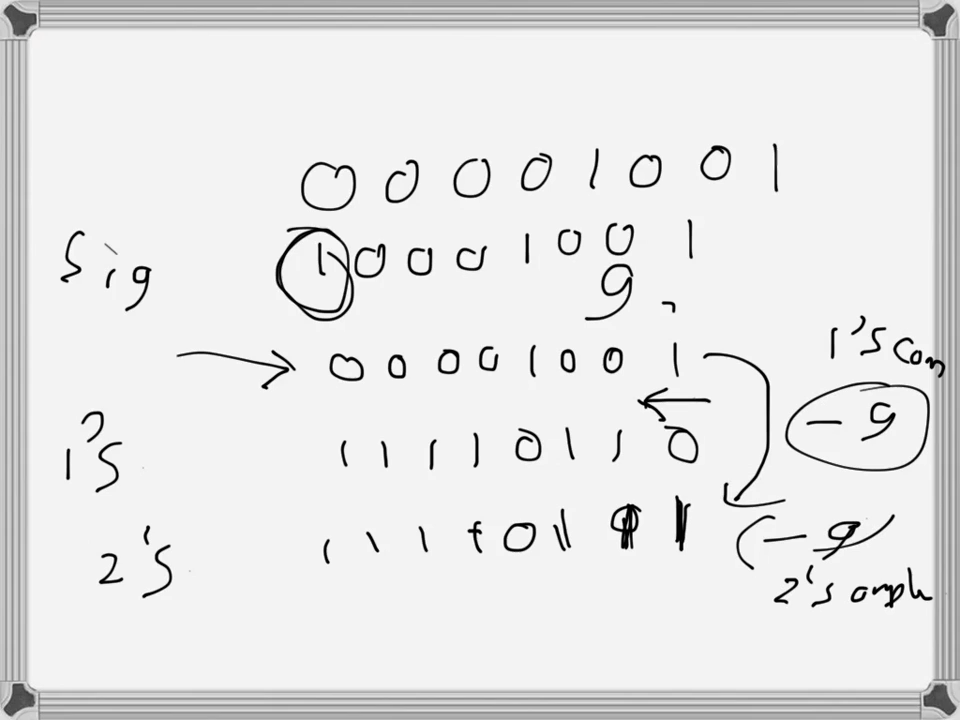 0 0 0 0 1 0 0 1
Sig 1 0 0 0 1 0 0 1
9
→ 0 0 0 0 1 0 0 1
1's com
-9
1's 1 1 1 1 0 1 1 0
2's 1 1 1 1 0 1 1 1
(-9)
2's omple